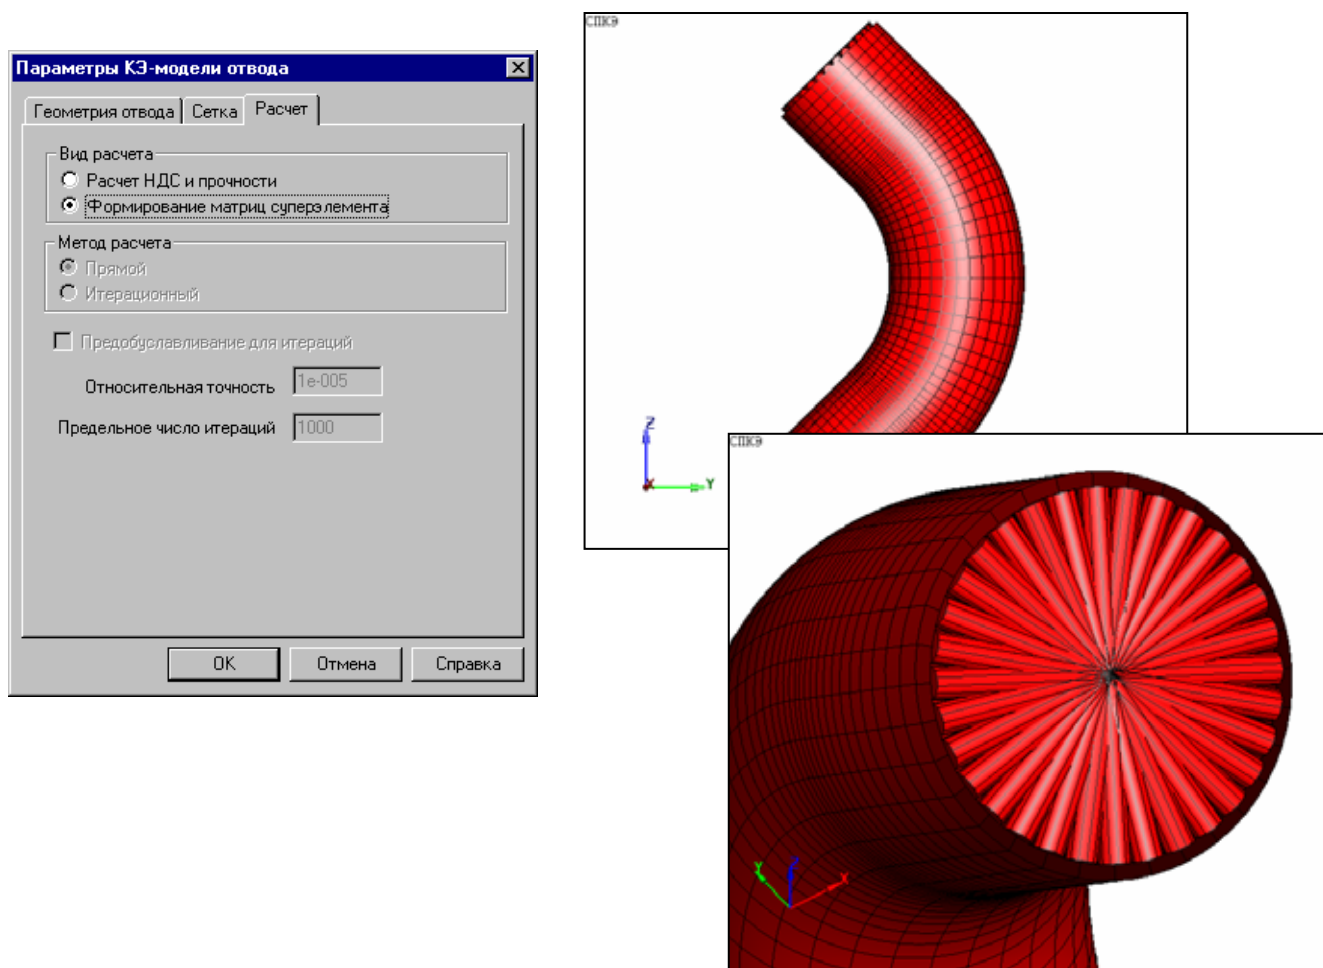 Параметры КЭ-модели отвода
Геометрия отвода Сетка Расчет
Вид расчета
Расчет НДС и прочности
Формирование матриц суперэлемента
Метод расчета
Прямой
Итерационный
Предобуславливание для итераций
Относительная точность 1e-005
Предельное число итераций 1000
OK Отмена Справка
СПКЭ
Z
X Y
СПКЭ
Y Z X